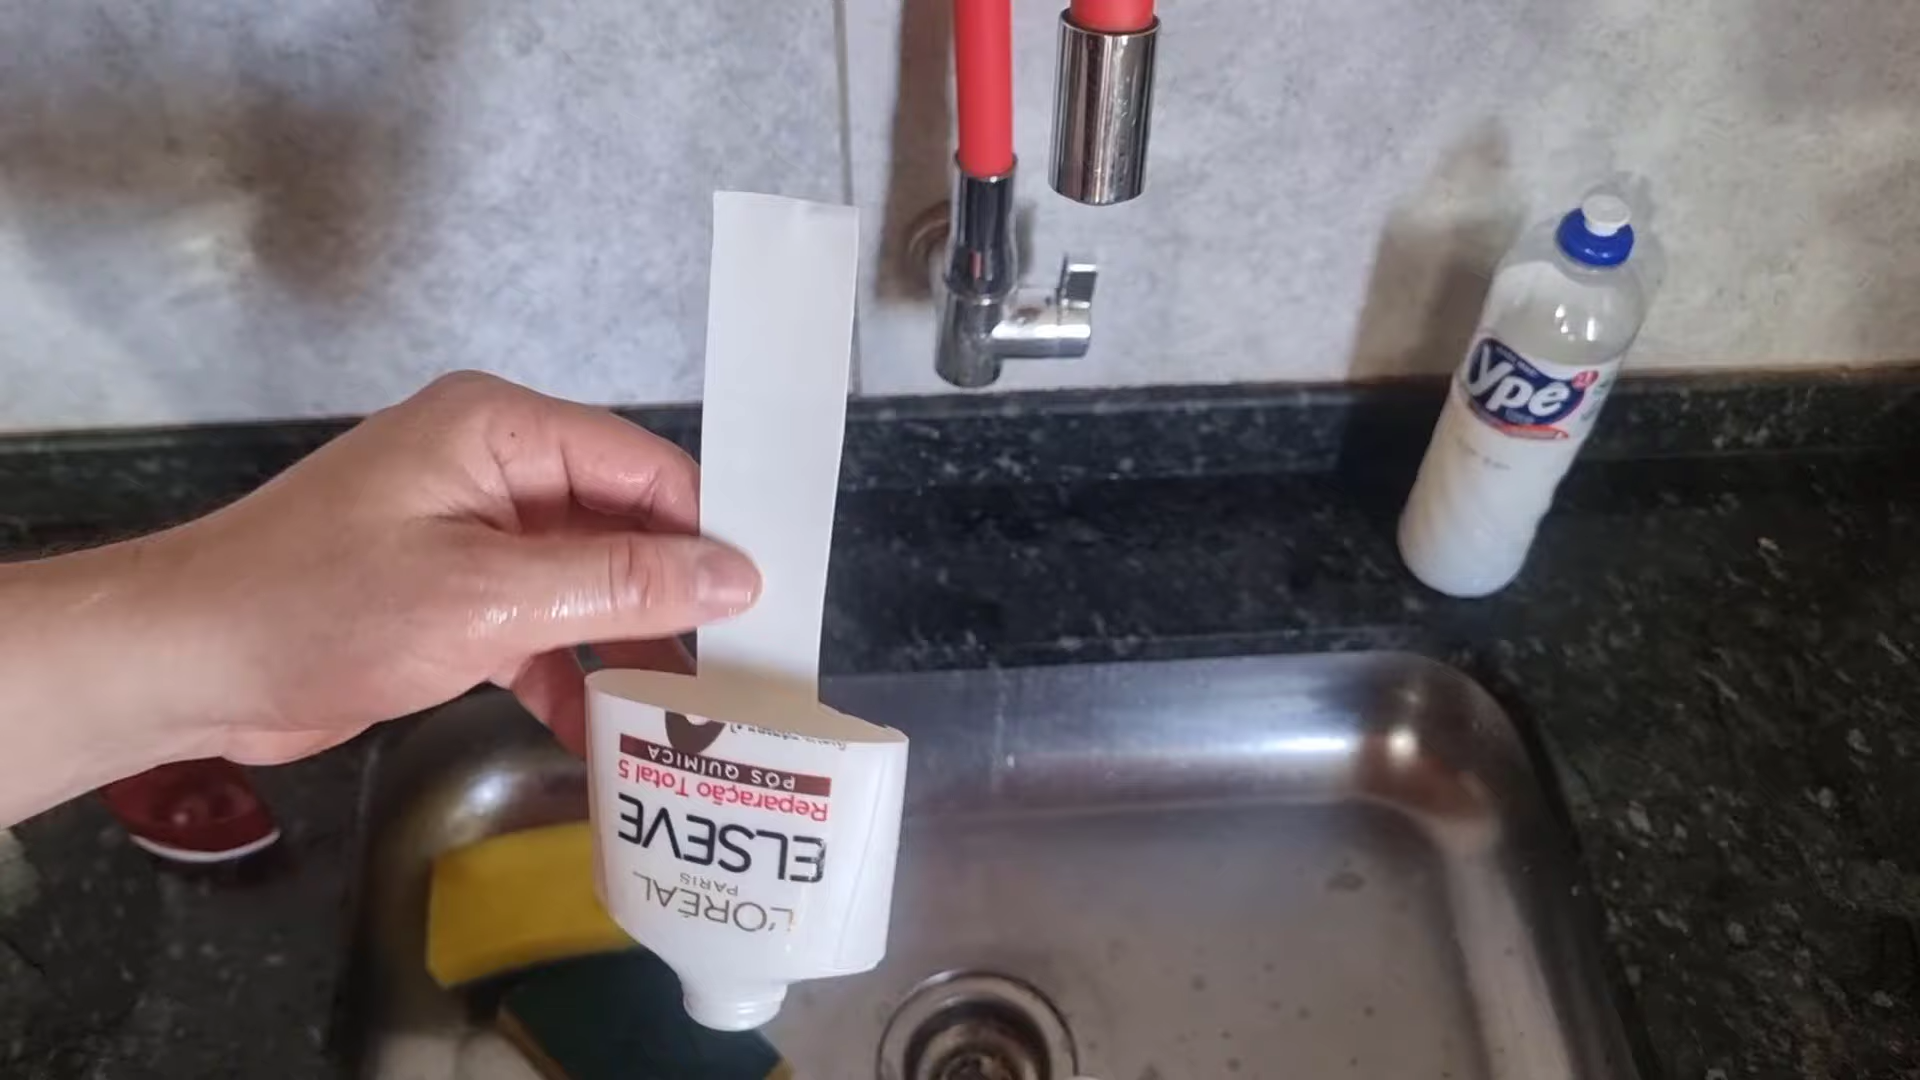 L'ORÉAL
PARIS
ELSEVE
Reparação Total 5
PÓS QUÍMICA
ypê